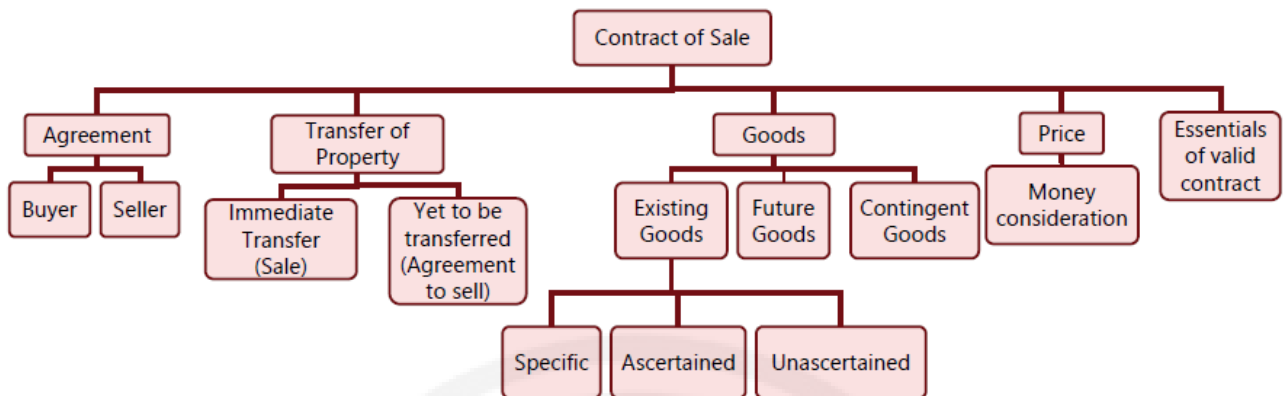 Contract of Sale
Agreement
Transfer of
Property
Goods
Price
Essentials
of valid
contract
Buyer
Seller
Immediate
Transfer
(Sale)
Yet to be
transferred
(Agreement
to sell)
Existing
Goods
Future
Goods
Contingent
Goods
Money
consideration
Specific
Ascertained
Unascertained